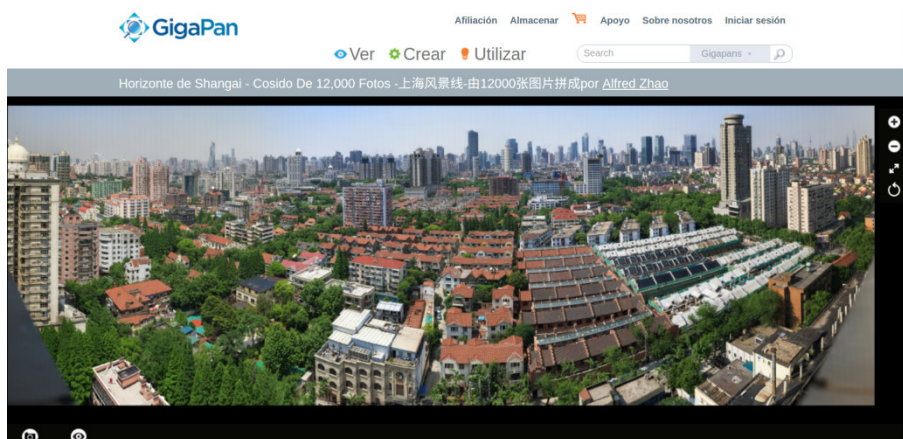 GigaPan
Afiliación Almacenar Apoyo Sobre nosotros Iniciar sesión
Ver Crear Utilizar Search Gigapans
Horizonte de Shangai - Cosido De 12,000 Fotos -上海风景线-由12000张图片拼成por Alfred Zhao